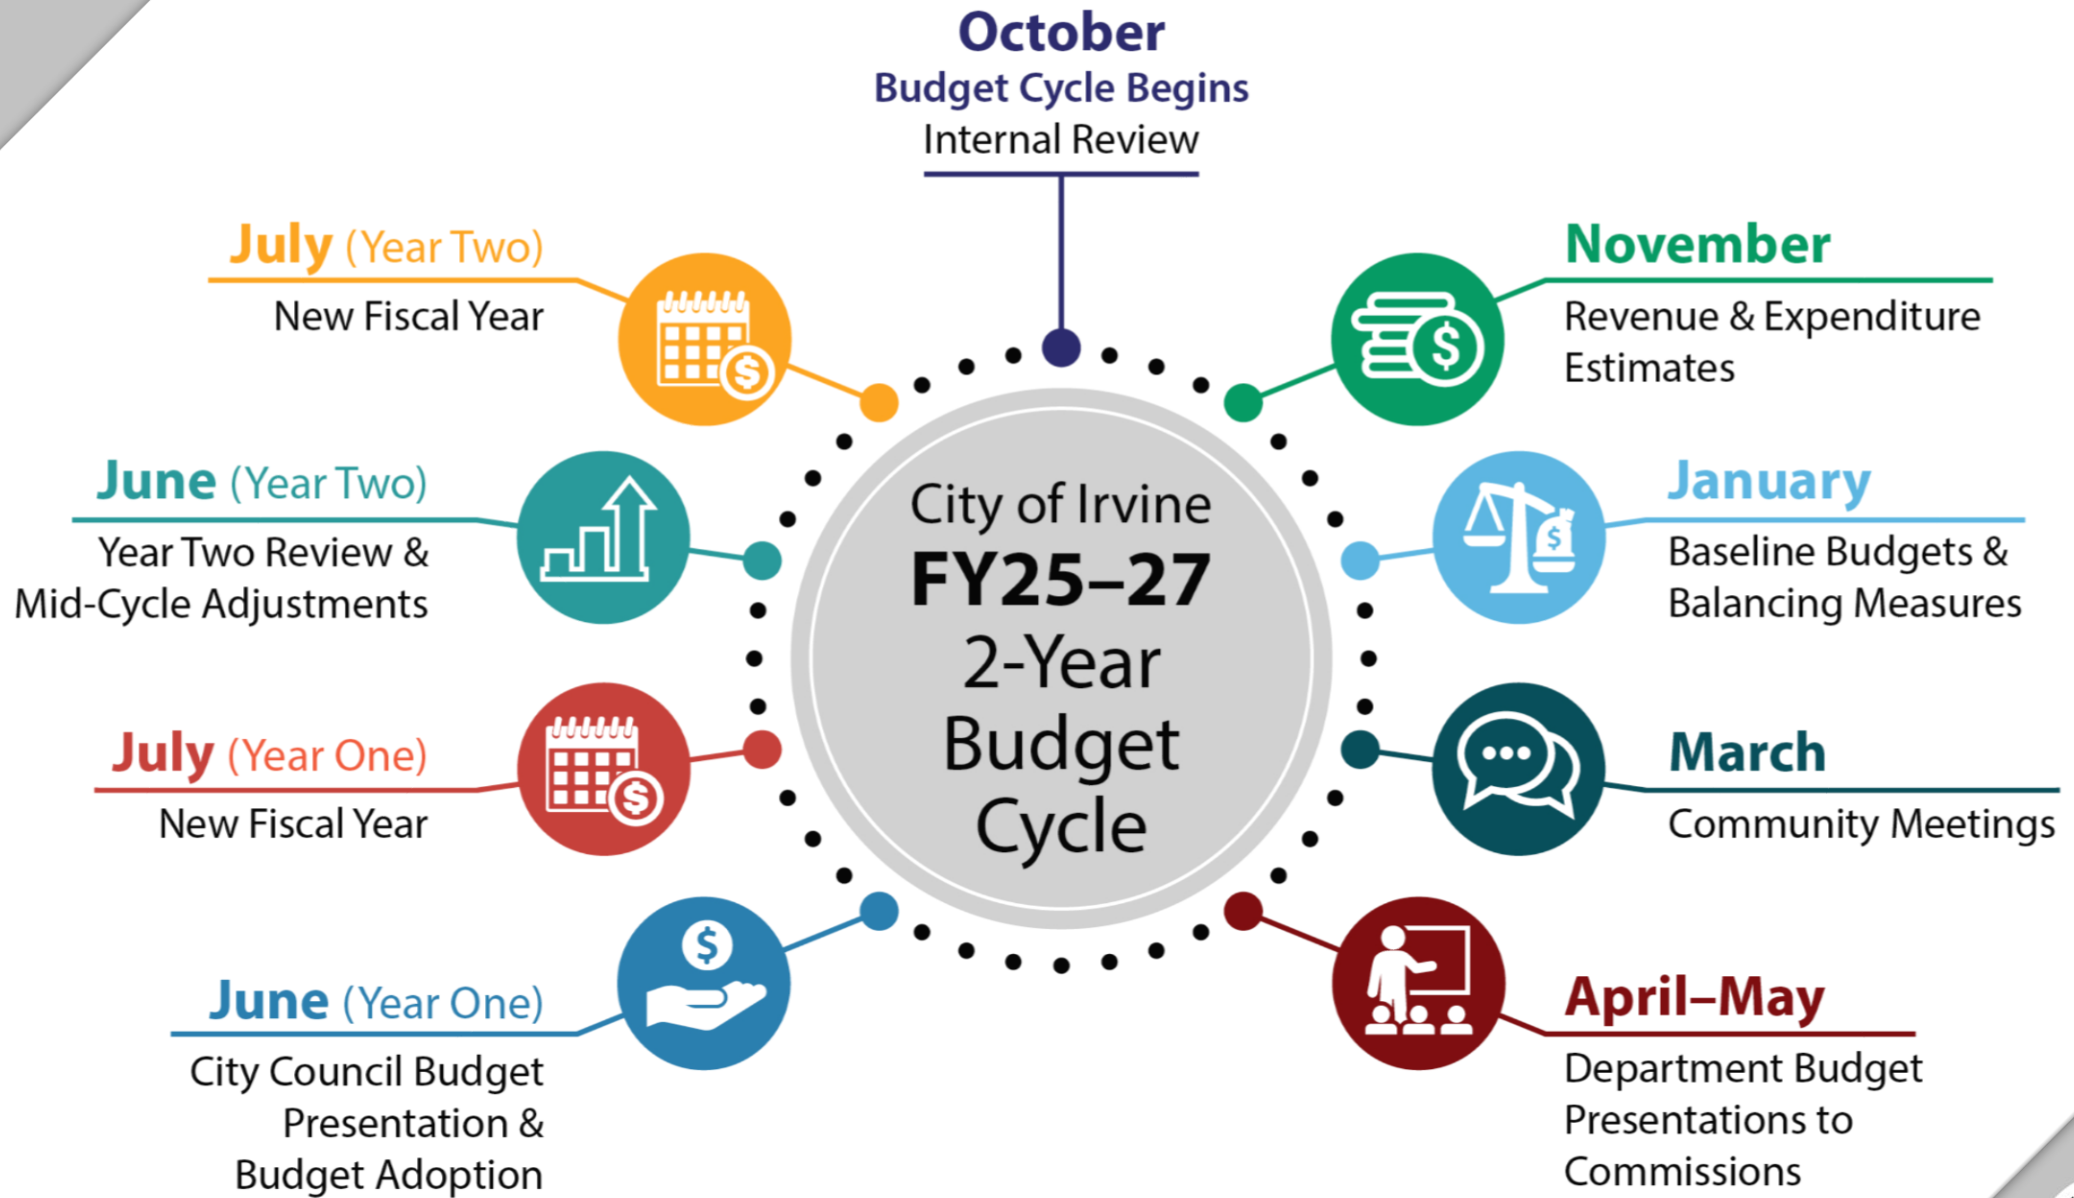 October
Budget Cycle Begins
Internal Review
November
Revenue & Expenditure
Estimates
January
Baseline Budgets &
Balancing Measures
March
Community Meetings
April–May
Department Budget
Presentations to
Commissions
June (Year One)
City Council Budget
Presentation &
Budget Adoption
July (Year One)
New Fiscal Year
June (Year Two)
Year Two Review &
Mid-Cycle Adjustments
July (Year Two)
New Fiscal Year
City of Irvine
FY25–27
2-Year
Budget
Cycle
$
$
$
$
$